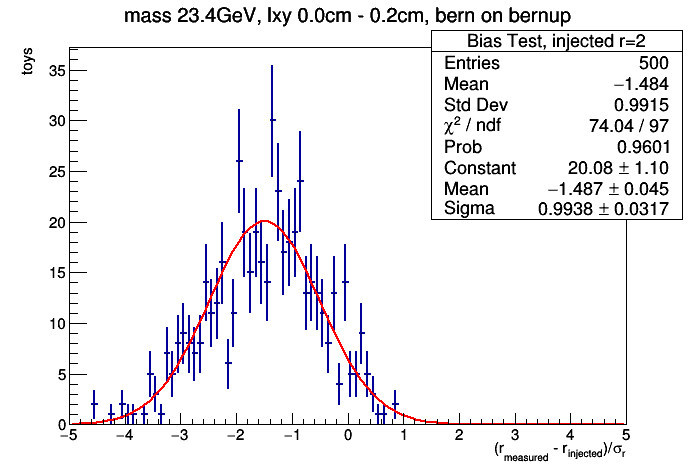 mass 23.4GeV, lxy 0.0cm - 0.2cm, bern on bernup
Bias Test, injected r=2
Entries 500
Mean −1.484
Std Dev 0.9915
χ² / ndf 74.04 / 97
Prob 0.9601
Constant 20.08 ± 1.10
Mean −1.487 ± 0.045
Sigma 0.9938 ± 0.0317
toys
35
30
25
20
15
10
5
0
−5 −4 −3 −2 −1 0 1 2 3 4 5
(r_measured - r_injected)/σ_r